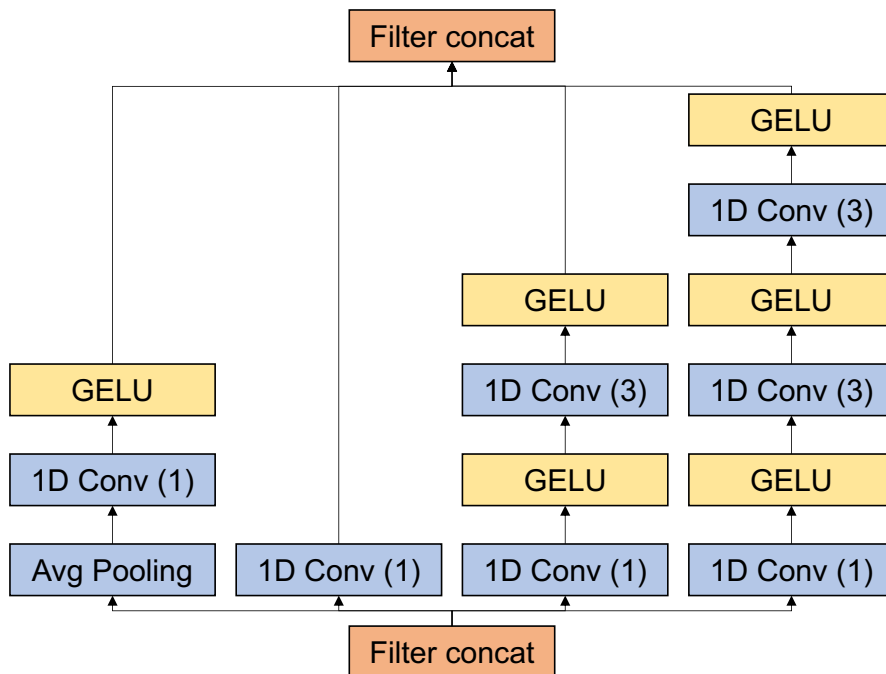 Filter concat
GELU
1D Conv (3)
GELU
GELU
GELU
1D Conv (3)
1D Conv (3)
1D Conv (1)
GELU
GELU
Avg Pooling
1D Conv (1)
1D Conv (1)
1D Conv (1)
Filter concat